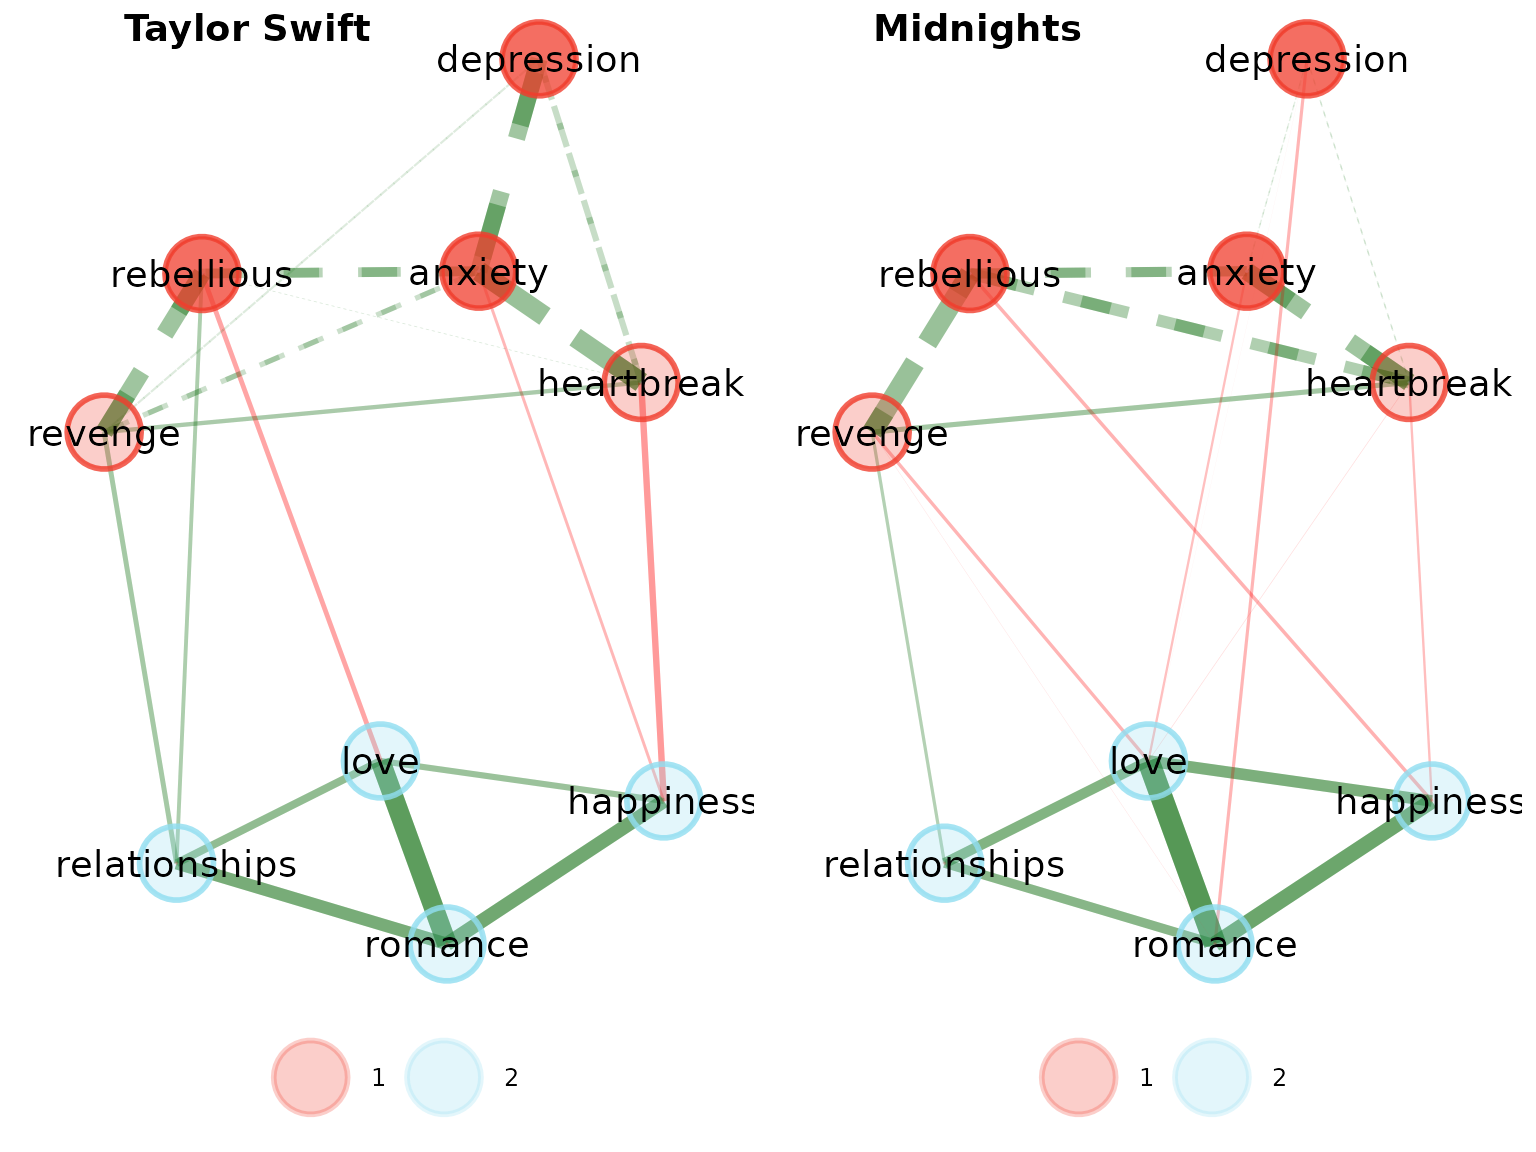 Taylor Swift
depression
rebellious
anxiety
heartbreak
revenge
love
happiness
relationships
romance
1 2
Midnights
depression
rebellious
anxiety
heartbreak
revenge
love
happiness
relationships
romance
1 2